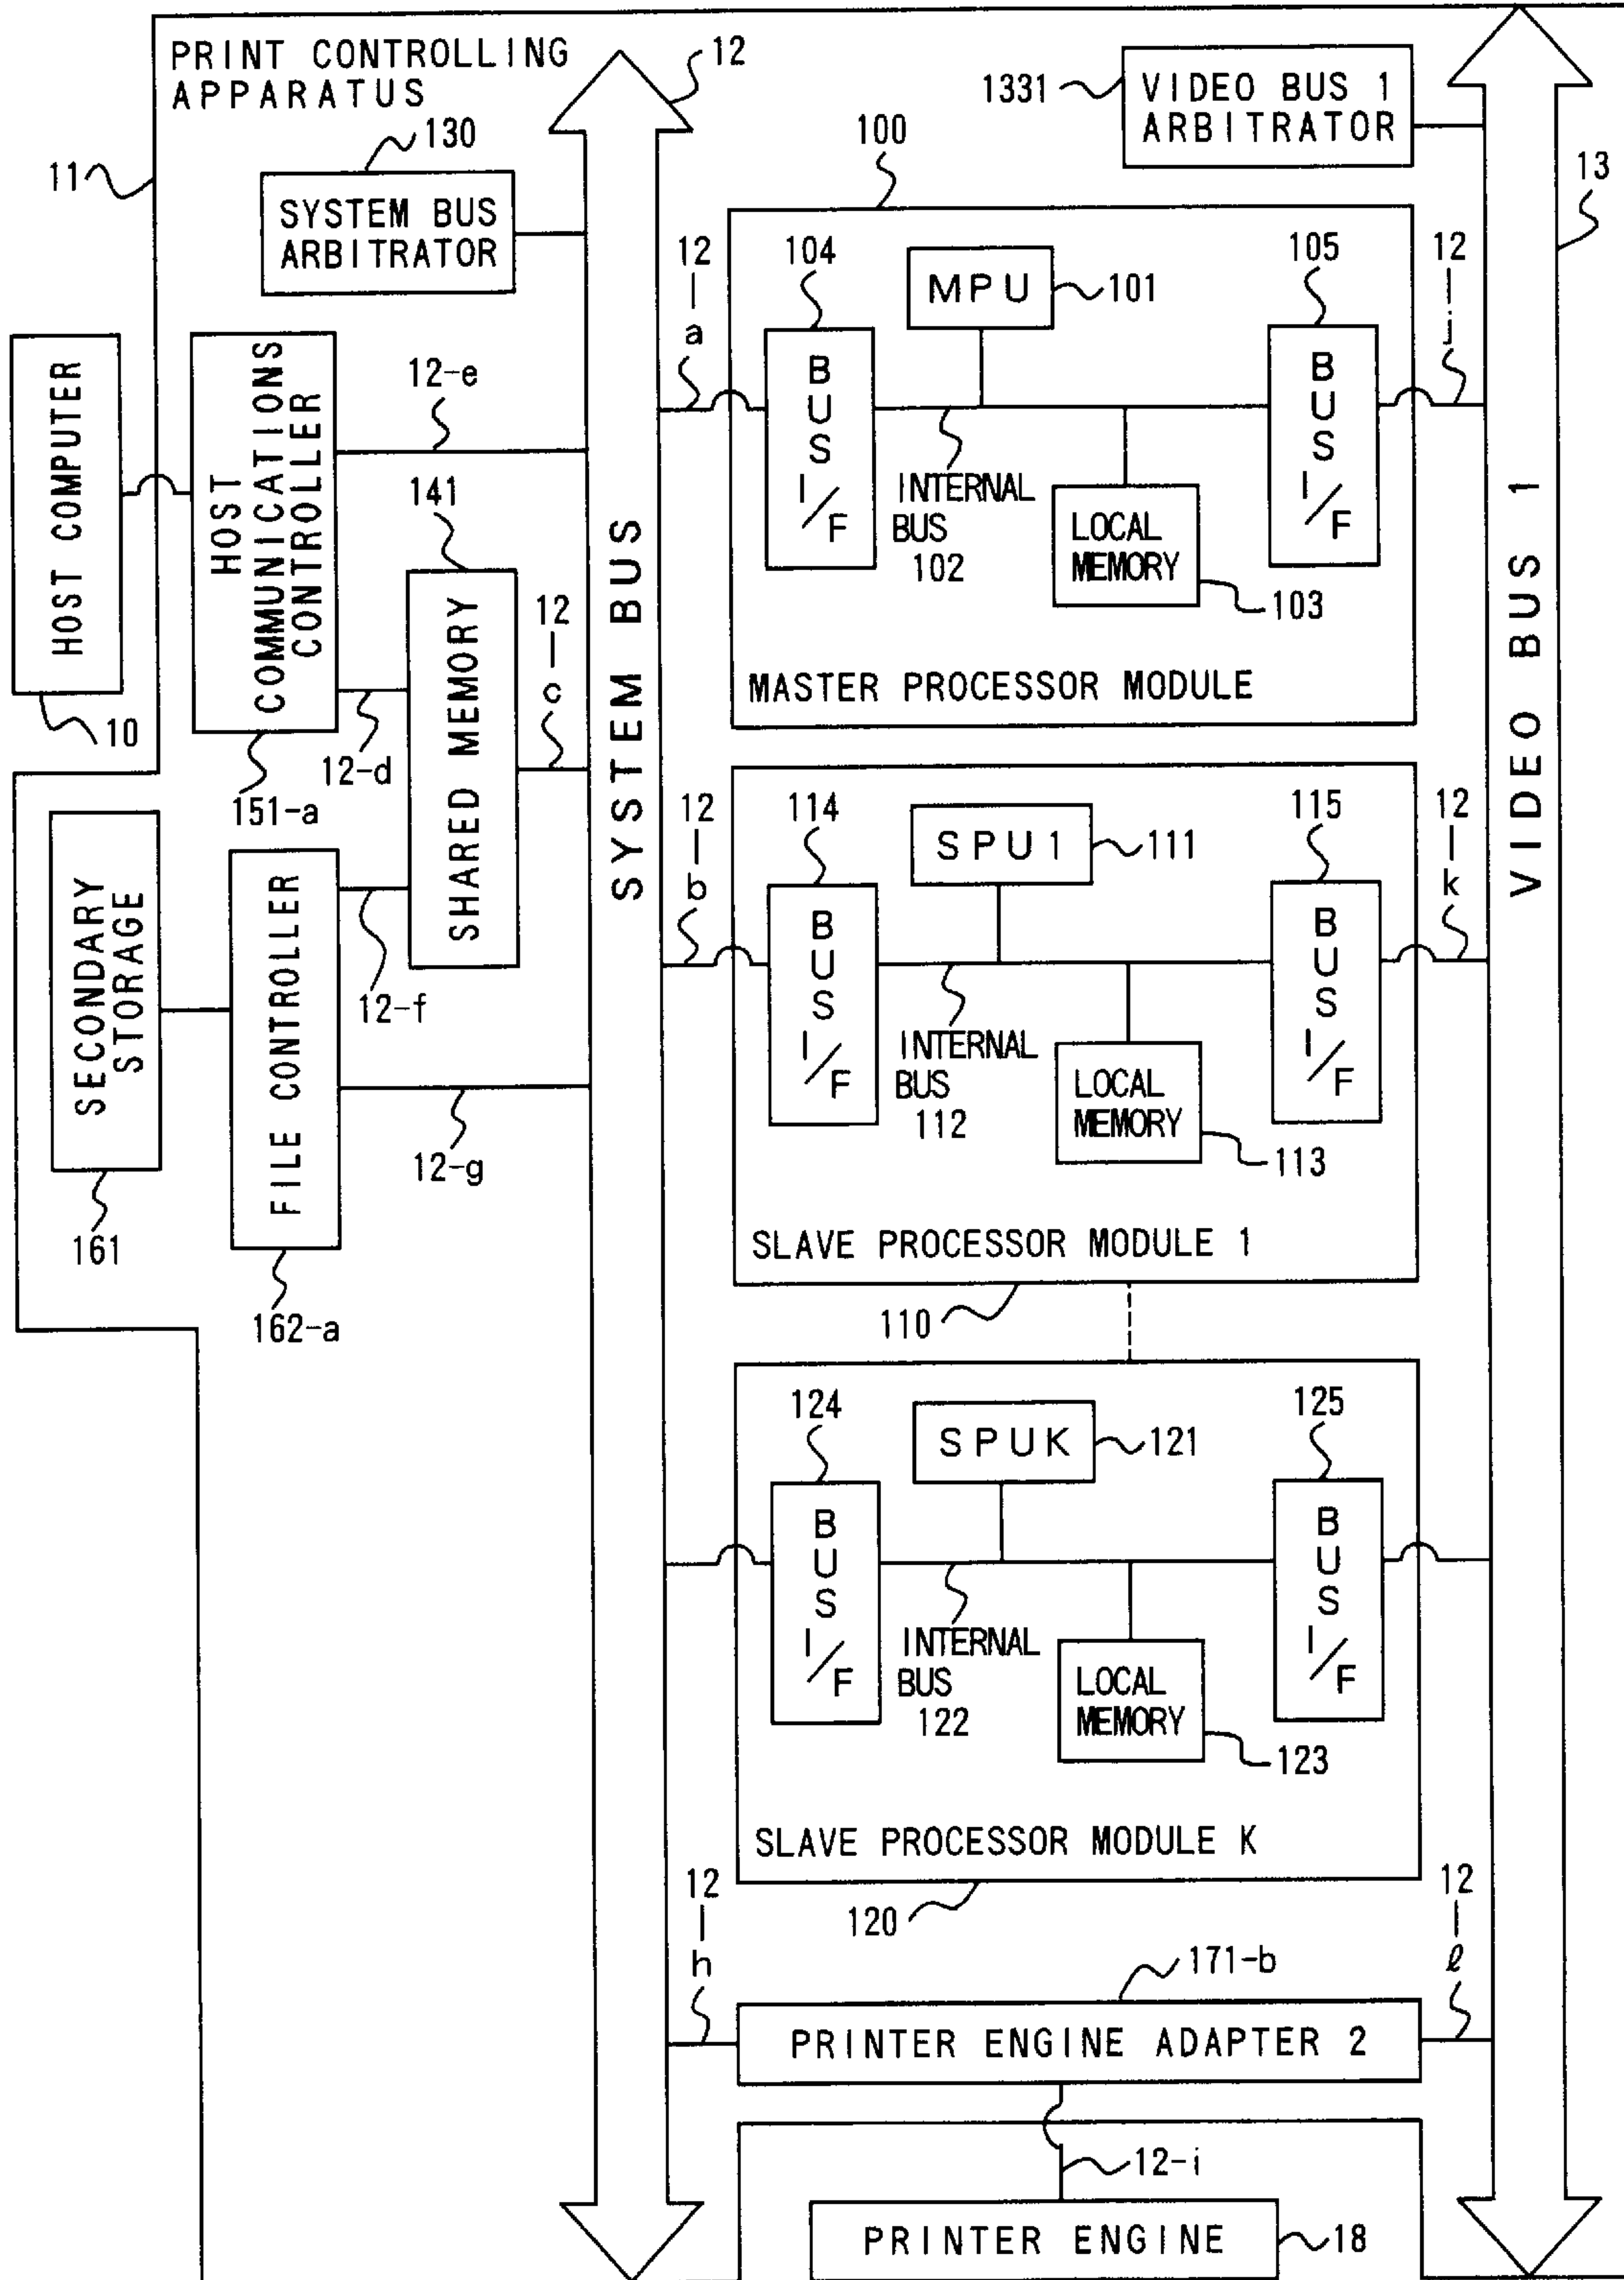 PRINT CONTROLLING
APPARATUS
11
12
130
SYSTEM BUS
ARBITRATOR
1331
VIDEO BUS 1
ARBITRATOR
13
100
HOST COMPUTER
10
HOST
COMMUNICATIONS
CONTROLLER
151-a
12-e
12-d
141
SHARED MEMORY
12-c
SECONDARY
STORAGE
161
FILE CONTROLLER
162-a
12-f
12-g
SYSTEM BUS
VIDEO BUS 1
12-a
104
BUS I/F
MPU
101
105
BUS I/F
12-j
INTERNAL
BUS
102
LOCAL
MEMORY
103
MASTER PROCESSOR MODULE
12-b
114
BUS I/F
SPU1
111
115
BUS I/F
12-k
INTERNAL
BUS
112
LOCAL
MEMORY
113
SLAVE PROCESSOR MODULE 1
110
124
BUS I/F
SPUK
121
125
BUS I/F
INTERNAL
BUS
122
LOCAL
MEMORY
123
SLAVE PROCESSOR MODULE K
120
12-h
171-b
12-ℓ
PRINTER ENGINE ADAPTER 2
12-i
PRINTER ENGINE
18